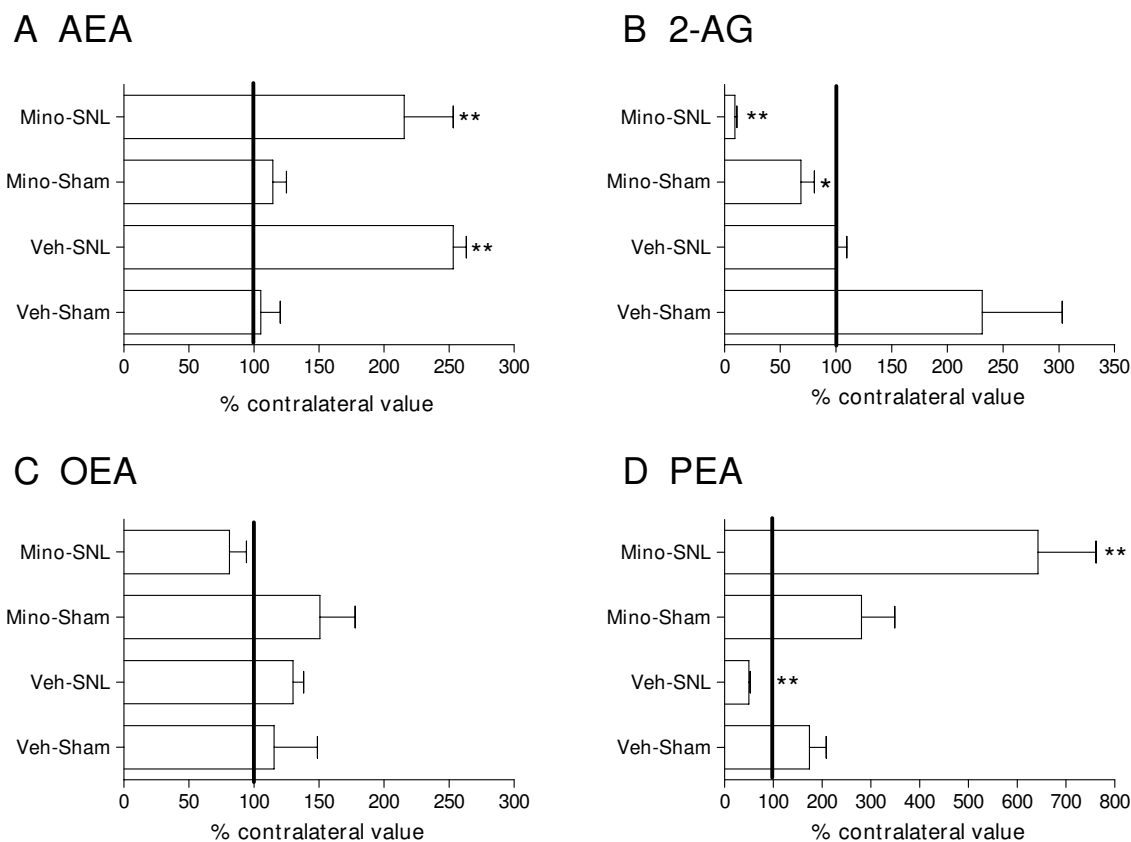 A AEA
Mino-SNL
**
Mino-Sham
Veh-SNL
**
Veh-Sham
0 50 100 150 200 250 300
% contralateral value
B 2-AG
Mino-SNL
**
Mino-Sham
*
Veh-SNL
Veh-Sham
0 50 100 150 200 250 300 350
% contralateral value
C OEA
Mino-SNL
Mino-Sham
Veh-SNL
Veh-Sham
0 50 100 150 200 250 300
% contralateral value
D PEA
Mino-SNL
**
Mino-Sham
Veh-SNL
**
Veh-Sham
0 100 200 300 400 500 600 700 800
% contralateral value